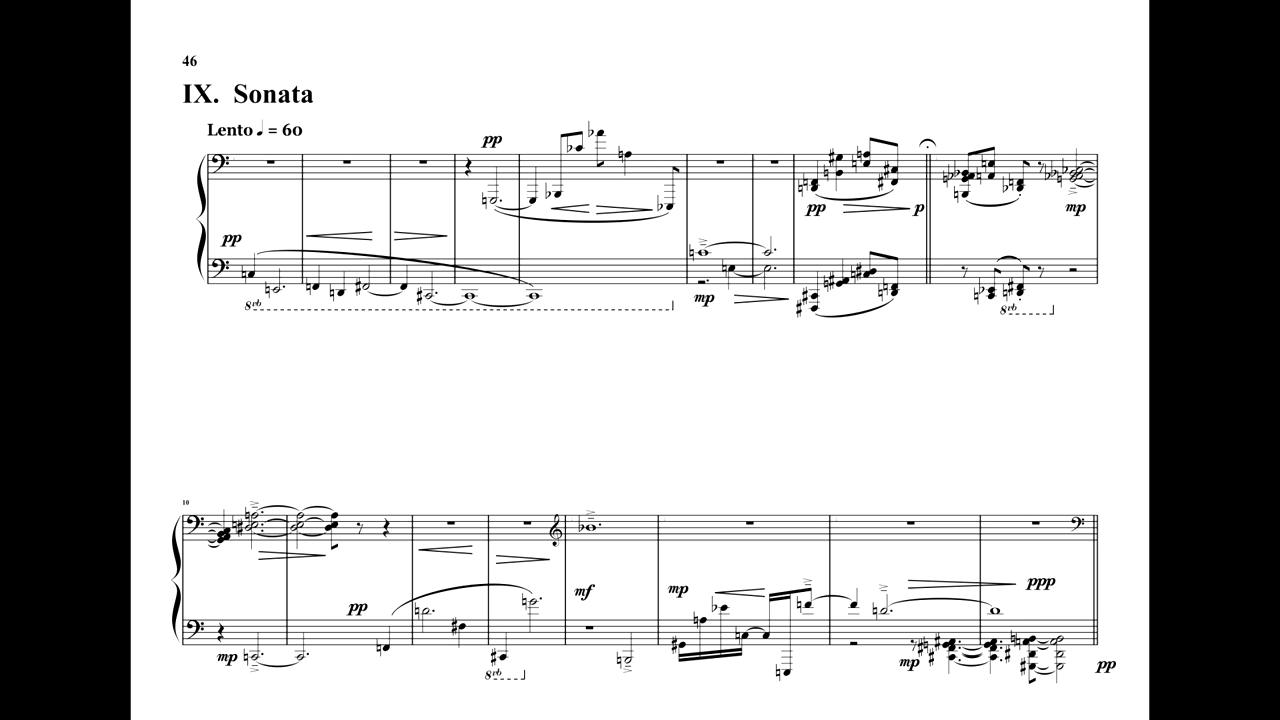 46
IX. Sonata
Lento ♩ = 60
pp
pp
pp
p
mp
mp
8vb
8vb
10
mf
mp
ppp
pp
mp
mp
pp
8vb